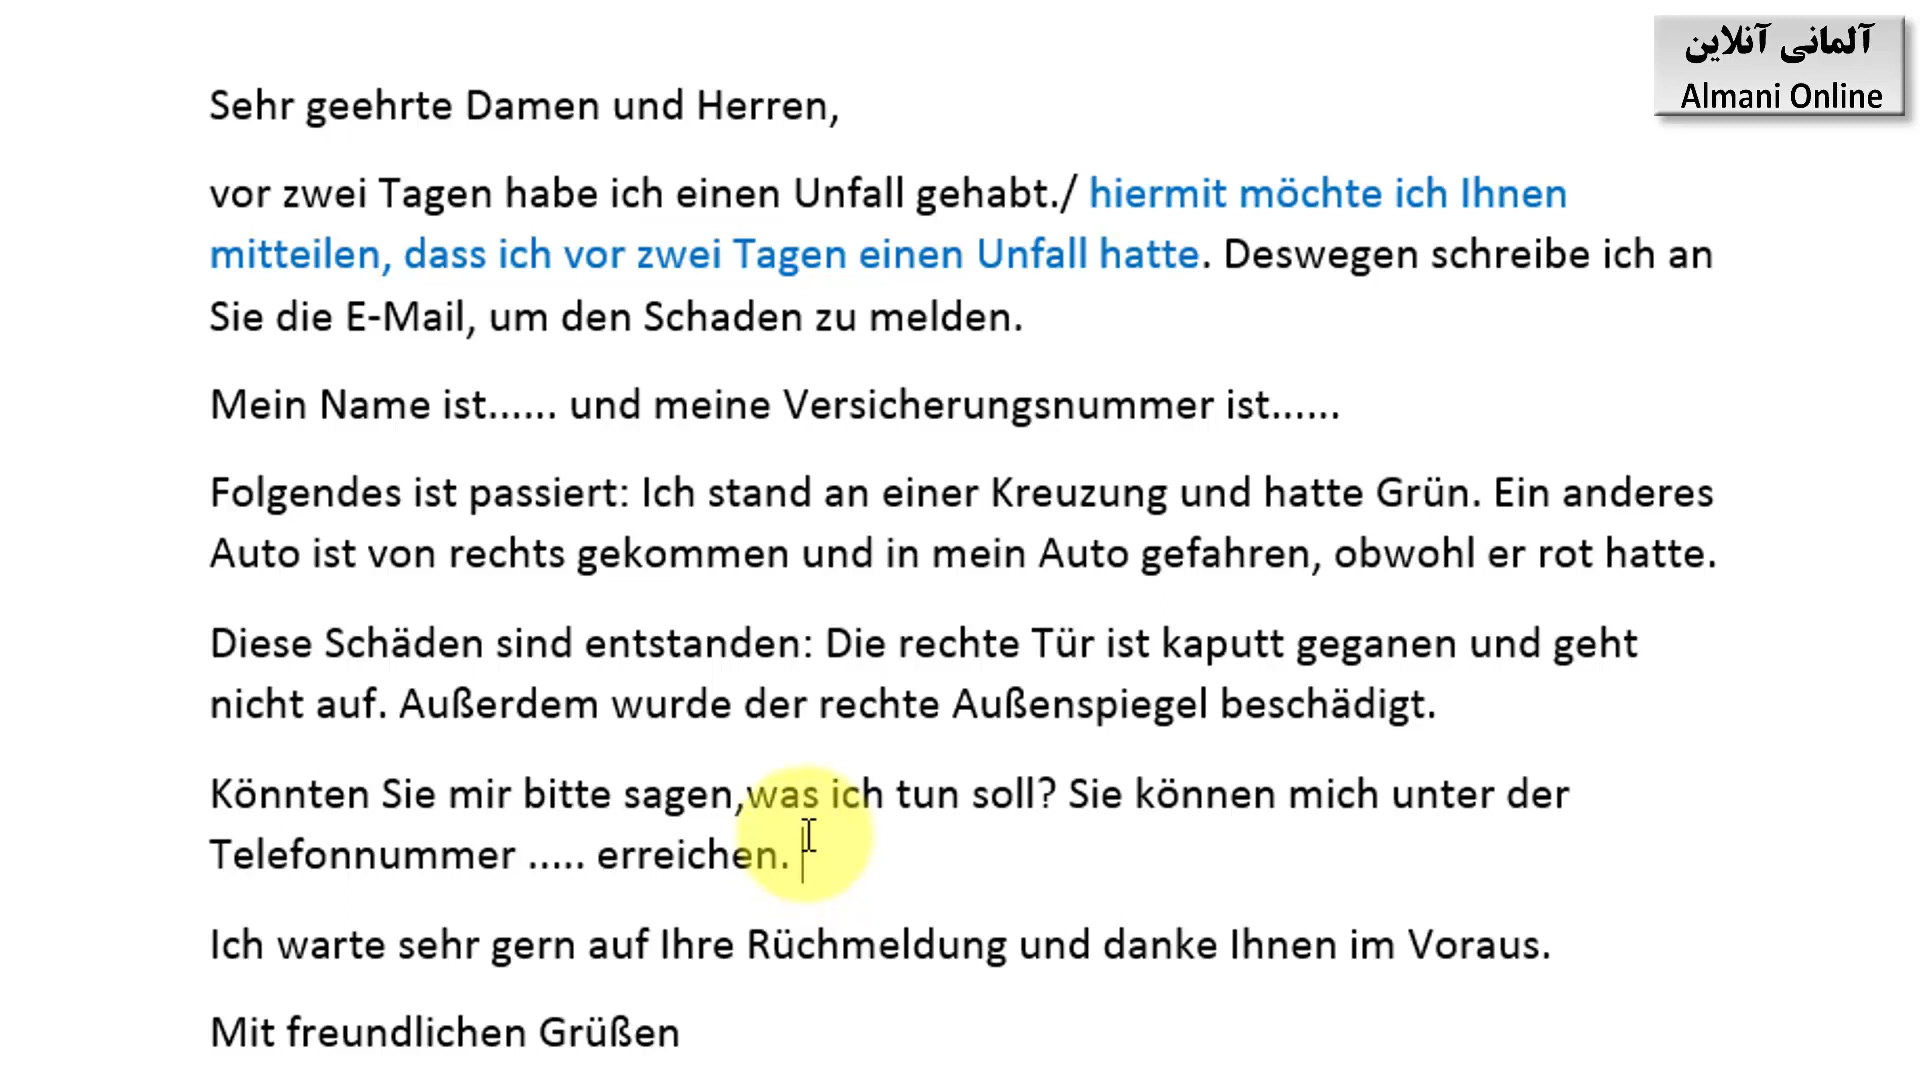 آلمانی آنلاین
Almani Online
Sehr geehrte Damen und Herren,
vor zwei Tagen habe ich einen Unfall gehabt./ hiermit möchte ich Ihnen
mitteilen, dass ich vor zwei Tagen einen Unfall hatte. Deswegen schreibe ich an
Sie die E-Mail, um den Schaden zu melden.
Mein Name ist...... und meine Versicherungsnummer ist......
Folgendes ist passiert: Ich stand an einer Kreuzung und hatte Grün. Ein anderes
Auto ist von rechts gekommen und in mein Auto gefahren, obwohl er rot hatte.
Diese Schäden sind entstanden: Die rechte Tür ist kaputt geganen und geht
nicht auf. Außerdem wurde der rechte Außenspiegel beschädigt.
Könnten Sie mir bitte sagen,was ich tun soll? Sie können mich unter der
Telefonnummer ..... erreichen.
Ich warte sehr gern auf Ihre Rüchmeldung und danke Ihnen im Voraus.
Mit freundlichen Grüßen